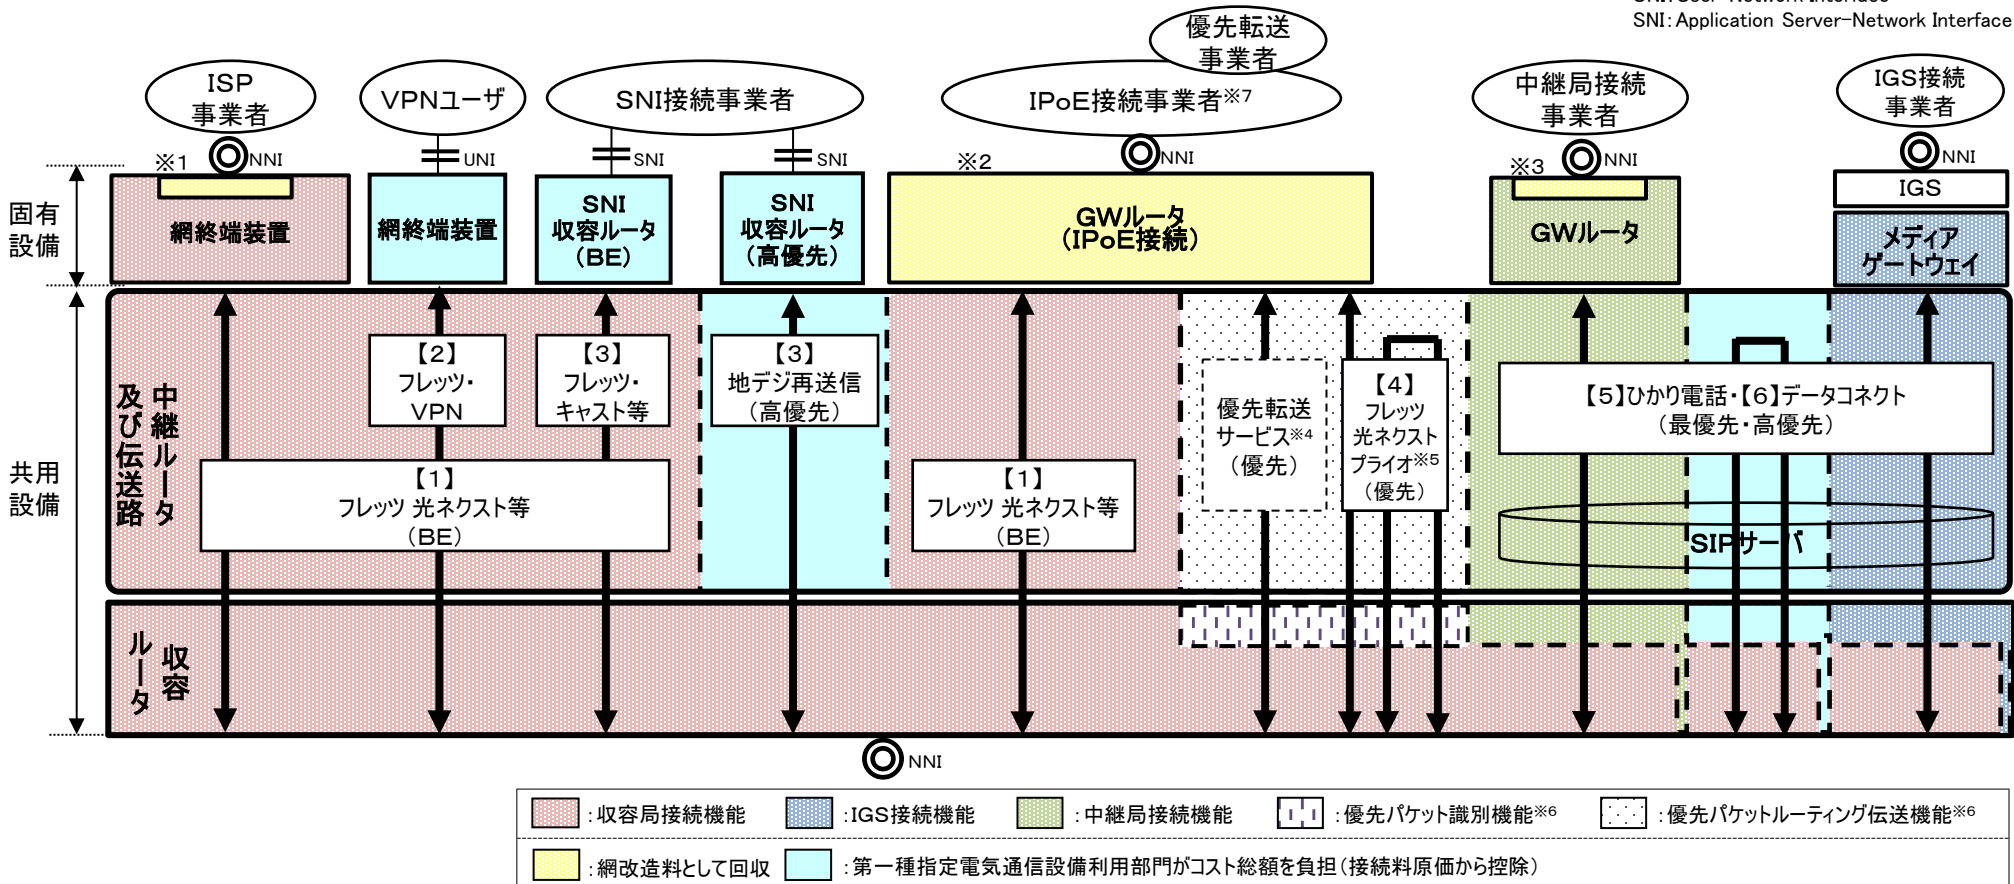 SNI:Application Server-Network Interface
優先転送
事業者
ISP
事業者
VPNユーザ
SNI接続事業者
IPoE接続事業者※7
中継局接続
事業者
IGS接続
事業者
※1
NNI
UNI
SNI
SNI
※2
NNI
※3
NNI
NNI
固有
設備
網終端装置
網終端装置
SNI
収容ルータ
(BE)
SNI
収容ルータ
(高優先)
GWルータ
(IPoE接続)
GWルータ
IGS
メディア
ゲートウェイ
共用
設備
中継ルータ
及び伝送路
【2】
フレッツ・
VPN
【3】
フレッツ・
キャスト等
【3】
地デジ再送信
(高優先)
【1】
フレッツ 光ネクスト等
(BE)
【1】
フレッツ 光ネクスト等
(BE)
優先転送
サービス※4
(優先)
【4】
フレッツ
光ネクスト
プライオ※5
(優先)
【5】ひかり電話・【6】データコネクト
(最優先・高優先)
SIPサーバ
収容
ルータ
NNI
:収容局接続機能
:IGS接続機能
:中継局接続機能
:優先パケット識別機能※6
:優先パケットルーティング伝送機能※6
:網改造料として回収
:第一種指定電気通信設備利用部門がコスト総額を負担(接続料原価から控除)